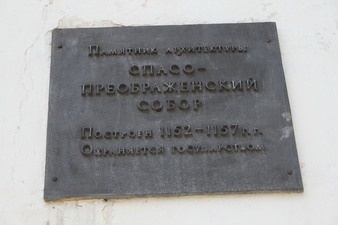 Памятник архитектуры
СПАСО-
ПРЕОБРАЖЕНСКИЙ
СОБОР
Построен 1152-1157 г.г.
Охраняется государством